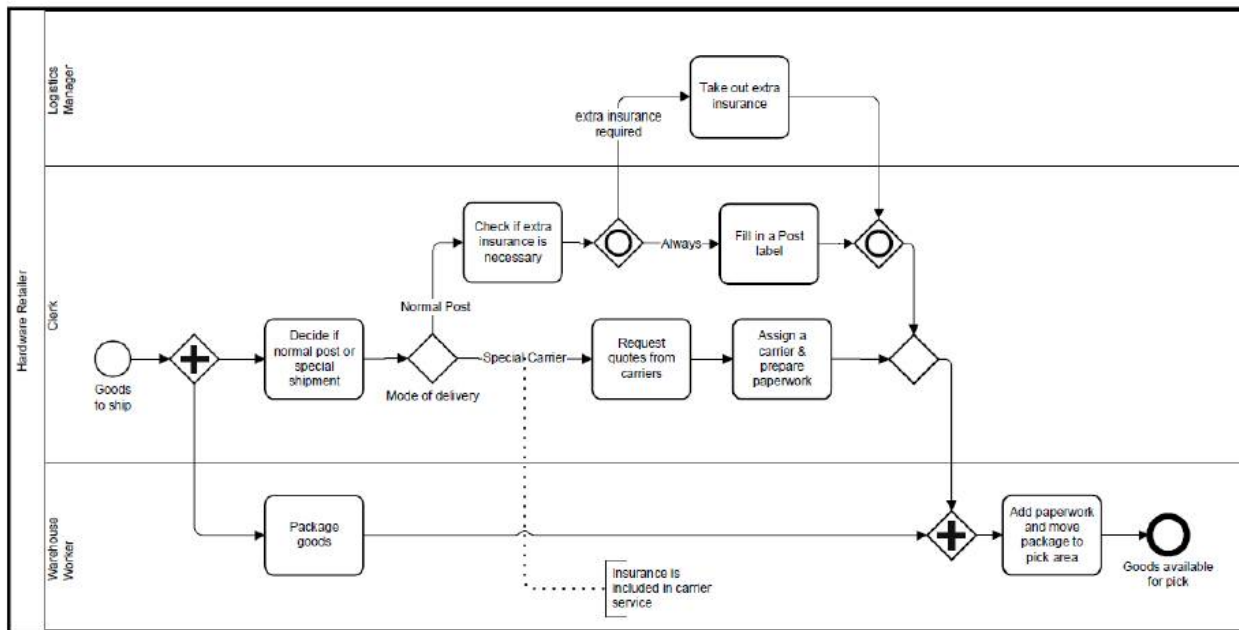 Hardware Retailer
Logistics
Manager
Take out extra
insurance
extra insurance
required
Clerk
Check if extra
insurance is
necessary
Always
Fill in a Post
label
Normal Post
Goods
to ship
Decide if
normal post or
special
shipment
Mode of delivery
Special Carrier
Request
quotes from
carriers
Assign a
carrier &
prepare
paperwork
Warehouse
Worker
Package
goods
Insurance is
included in carrier
service
Add paperwork
and move
package to
pick area
Goods available
for pick